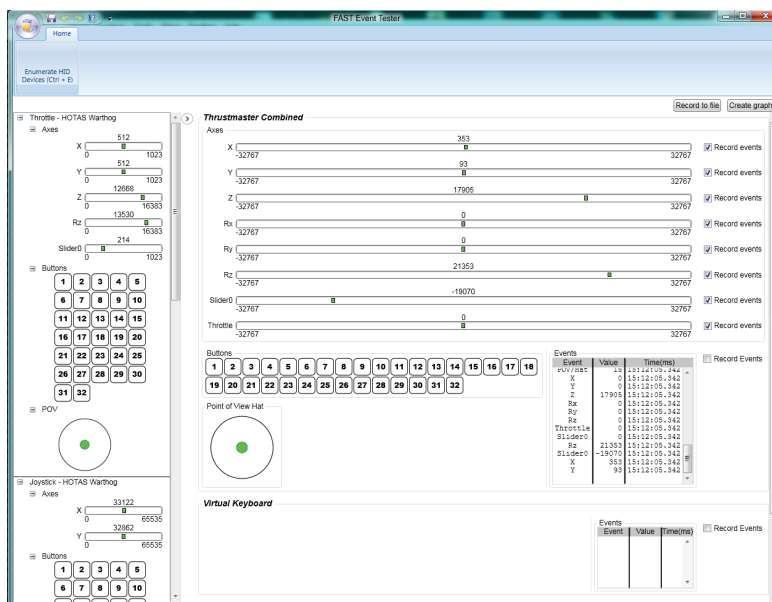 FAST Event Tester
Home
Enumerate HID
Devices (Ctrl + E)
Record to file
Create graph
Throttle - HOTAS Warthog
Axes
512
X
0 1023
512
Y
0 1023
12668
Z
0 16383
13530
Rz
0 16383
214
Slider0
0 1023
Buttons
1 2 3 4 5
6 7 8 9 10
11 12 13 14 15
16 17 18 19 20
21 22 23 24 25
26 27 28 29 30
31 32
POV
Joystick - HOTAS Warthog
Axes
33122
X
0 65535
32862
Y
0 65535
Buttons
1 2 3 4 5
6 7 8 9 10
Thrustmaster Combined
Axes
353
X Record events
-32767 32767
93
Y Record events
-32767 32767
17905
Z Record events
-32767 32767
0
Rx Record events
-32767 32767
0
Ry Record events
-32767 32767
21353
Rz Record events
-32767 32767
-19070
Slider0 Record events
-32767 32767
0
Throttle Record events
-32767 32767
Buttons
1 2 3 4 5 6 7 8 9 10 11 12 13 14 15 16 17 18
19 20 21 22 23 24 25 26 27 28 29 30 31 32
Point of View Hat
Events
Record Events
Event Value Time(ms)
POV/Hat 15 15:12:05.342
X 0 15:12:05.342
Y 0 15:12:05.342
Z 17905 15:12:05.342
Rx 0 15:12:05.342
Ry 0 15:12:05.342
Rz 0 15:12:05.342
Throttle 0 15:12:05.342
Slider0 0 15:12:05.342
Rz 21353 15:12:05.342
Slider0 -19070 15:12:05.342
X 353 15:12:05.342
Y 93 15:12:05.342
Virtual Keyboard
Events
Record Events
Event Value Time(ms)